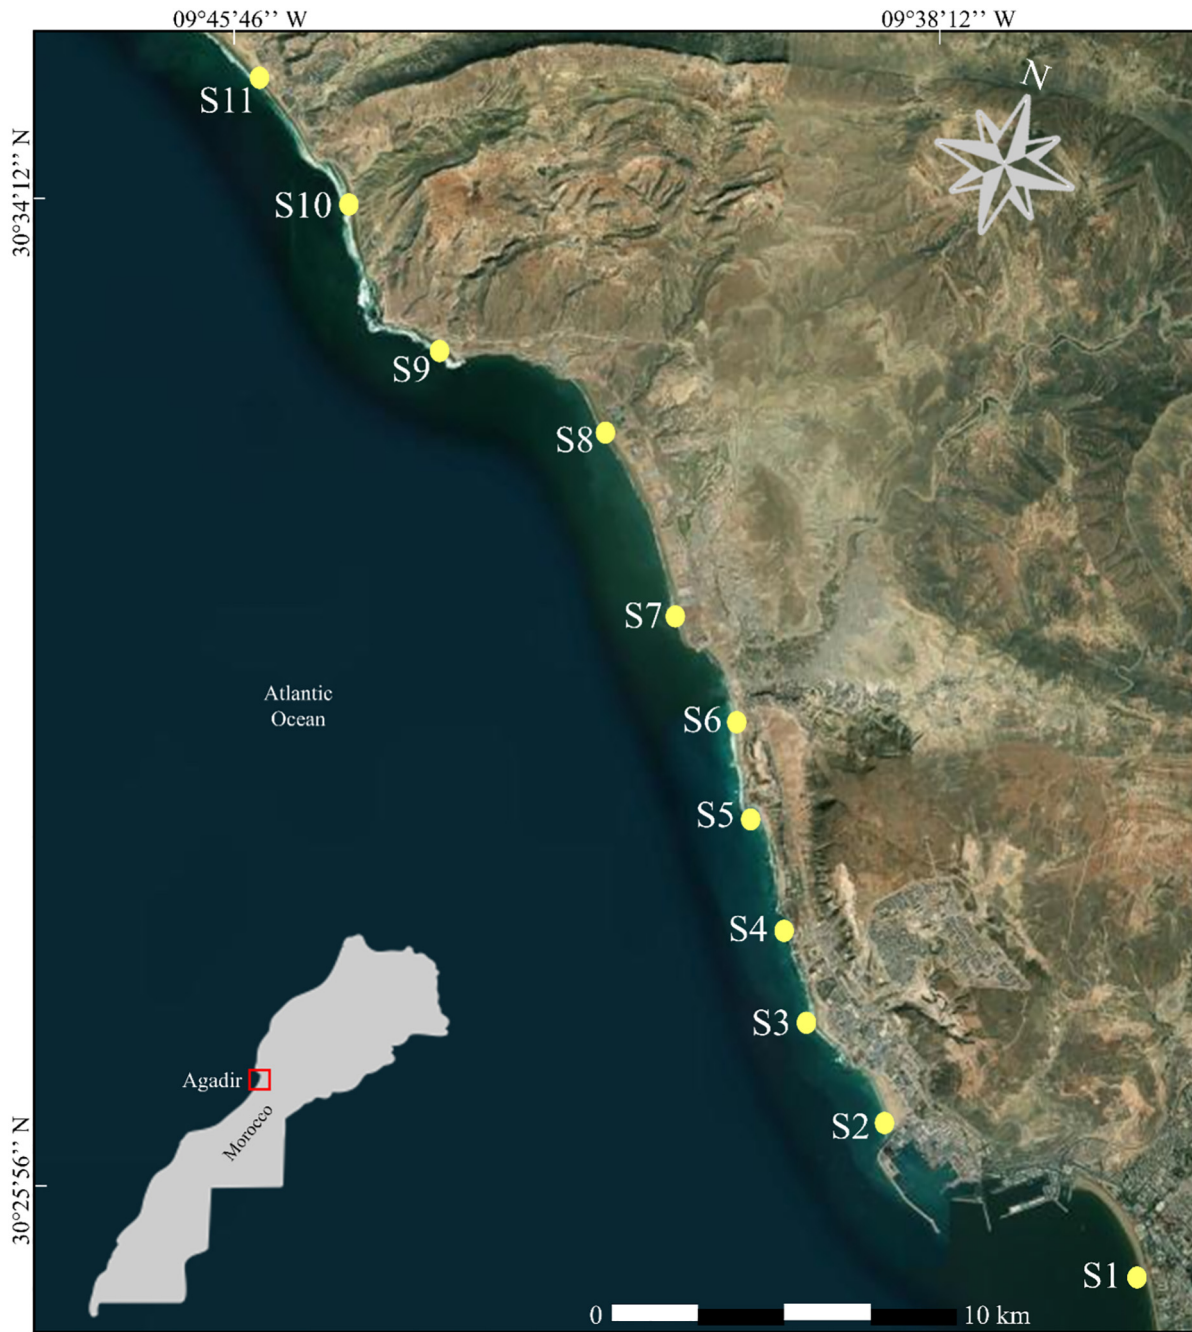 09°45'46'' W
09°38'12'' W
N
S11
30°34'12'' N
S10
S9
S8
S7
Atlantic
Ocean
S6
S5
S4
S3
Agadir
Morocco
S2
30°25'56'' N
S1
0
10 km